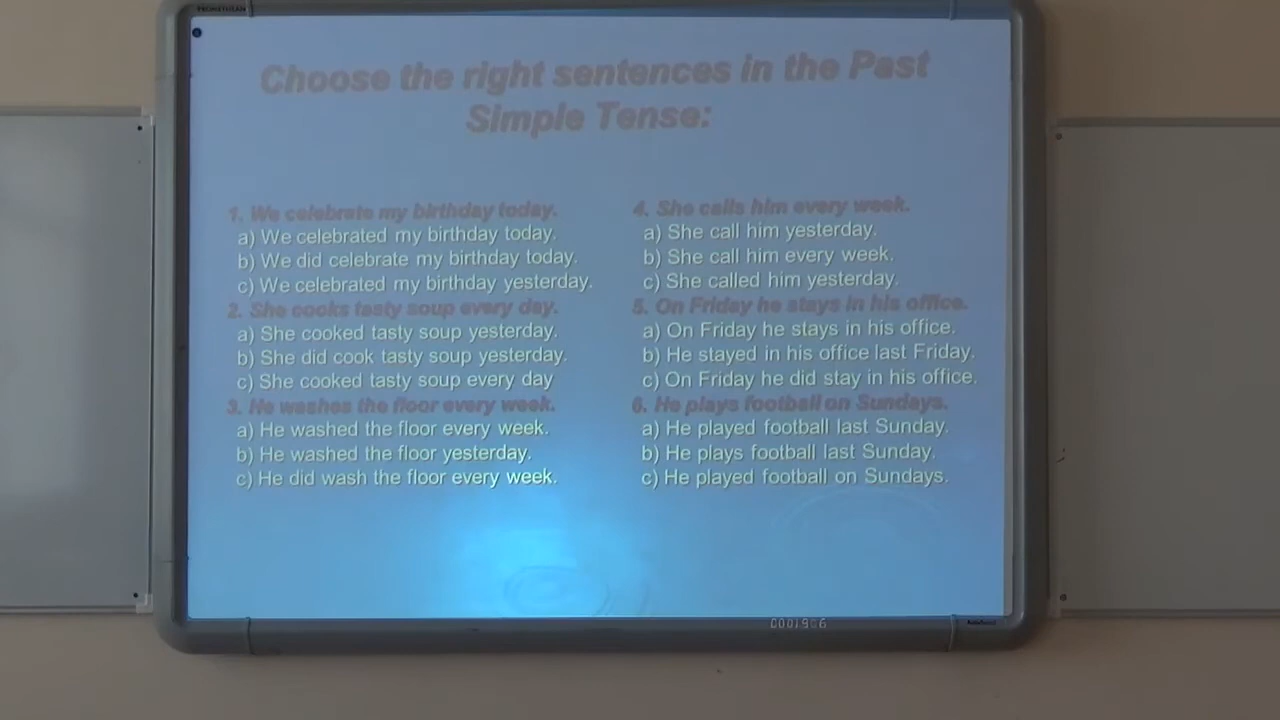 PROMETHEAN
Choose the right sentences in the Past
Simple Tense:
1. We celebrate my birthday today.
a) We celebrated my birthday today.
b) We did celebrate my birthday today.
c) We celebrated my birthday yesterday.
2. She cooks tasty soup every day.
a) She cooked tasty soup yesterday.
b) She did cook tasty soup yesterday.
c) She cooked tasty soup every day
3. He washes the floor every week.
a) He washed the floor every week.
b) He washed the floor yesterday.
c) He did wash the floor every week.
4. She calls him every week.
a) She call him yesterday.
b) She call him every week.
c) She called him yesterday.
5. On Friday he stays in his office.
a) On Friday he stays in his office.
b) He stayed in his office last Friday.
c) On Friday he did stay in his office.
6. He plays football on Sundays.
a) He played football last Sunday.
b) He plays football last Sunday.
c) He played football on Sundays.